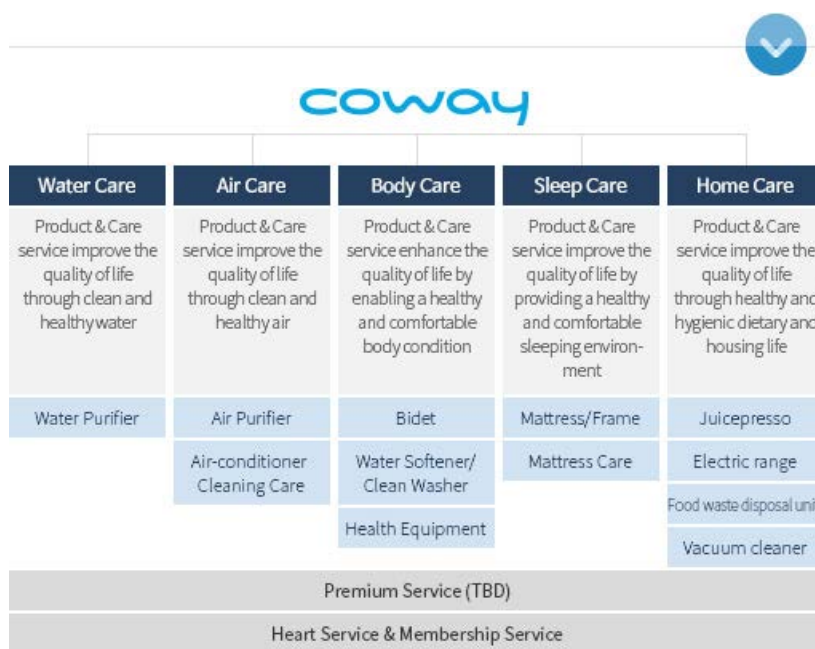 coway
Water Care
Product & Care
service improve the
quality of life
through clean and
healthy water
Water Purifier
Air Care
Product & Care
service improve the
quality of life
through clean and
healthy air
Air Purifier
Air-conditioner
Cleaning Care
Body Care
Product & Care
service enhance the
quality of life by
enabling a healthy
and comfortable
body condition
Bidet
Water Softener/
Clean Washer
Health Equipment
Sleep Care
Product & Care
service improve the
quality of life by
providing a healthy
and comfortable
sleeping environ-
ment
Mattress/Frame
Mattress Care
Home Care
Product & Care
service improve the
quality of life
through healthy and
hygienic dietary and
housing life
Juicepresso
Electric range
Food waste disposal uni
Vacuum cleaner
Premium Service (TBD)
Heart Service & Membership Service